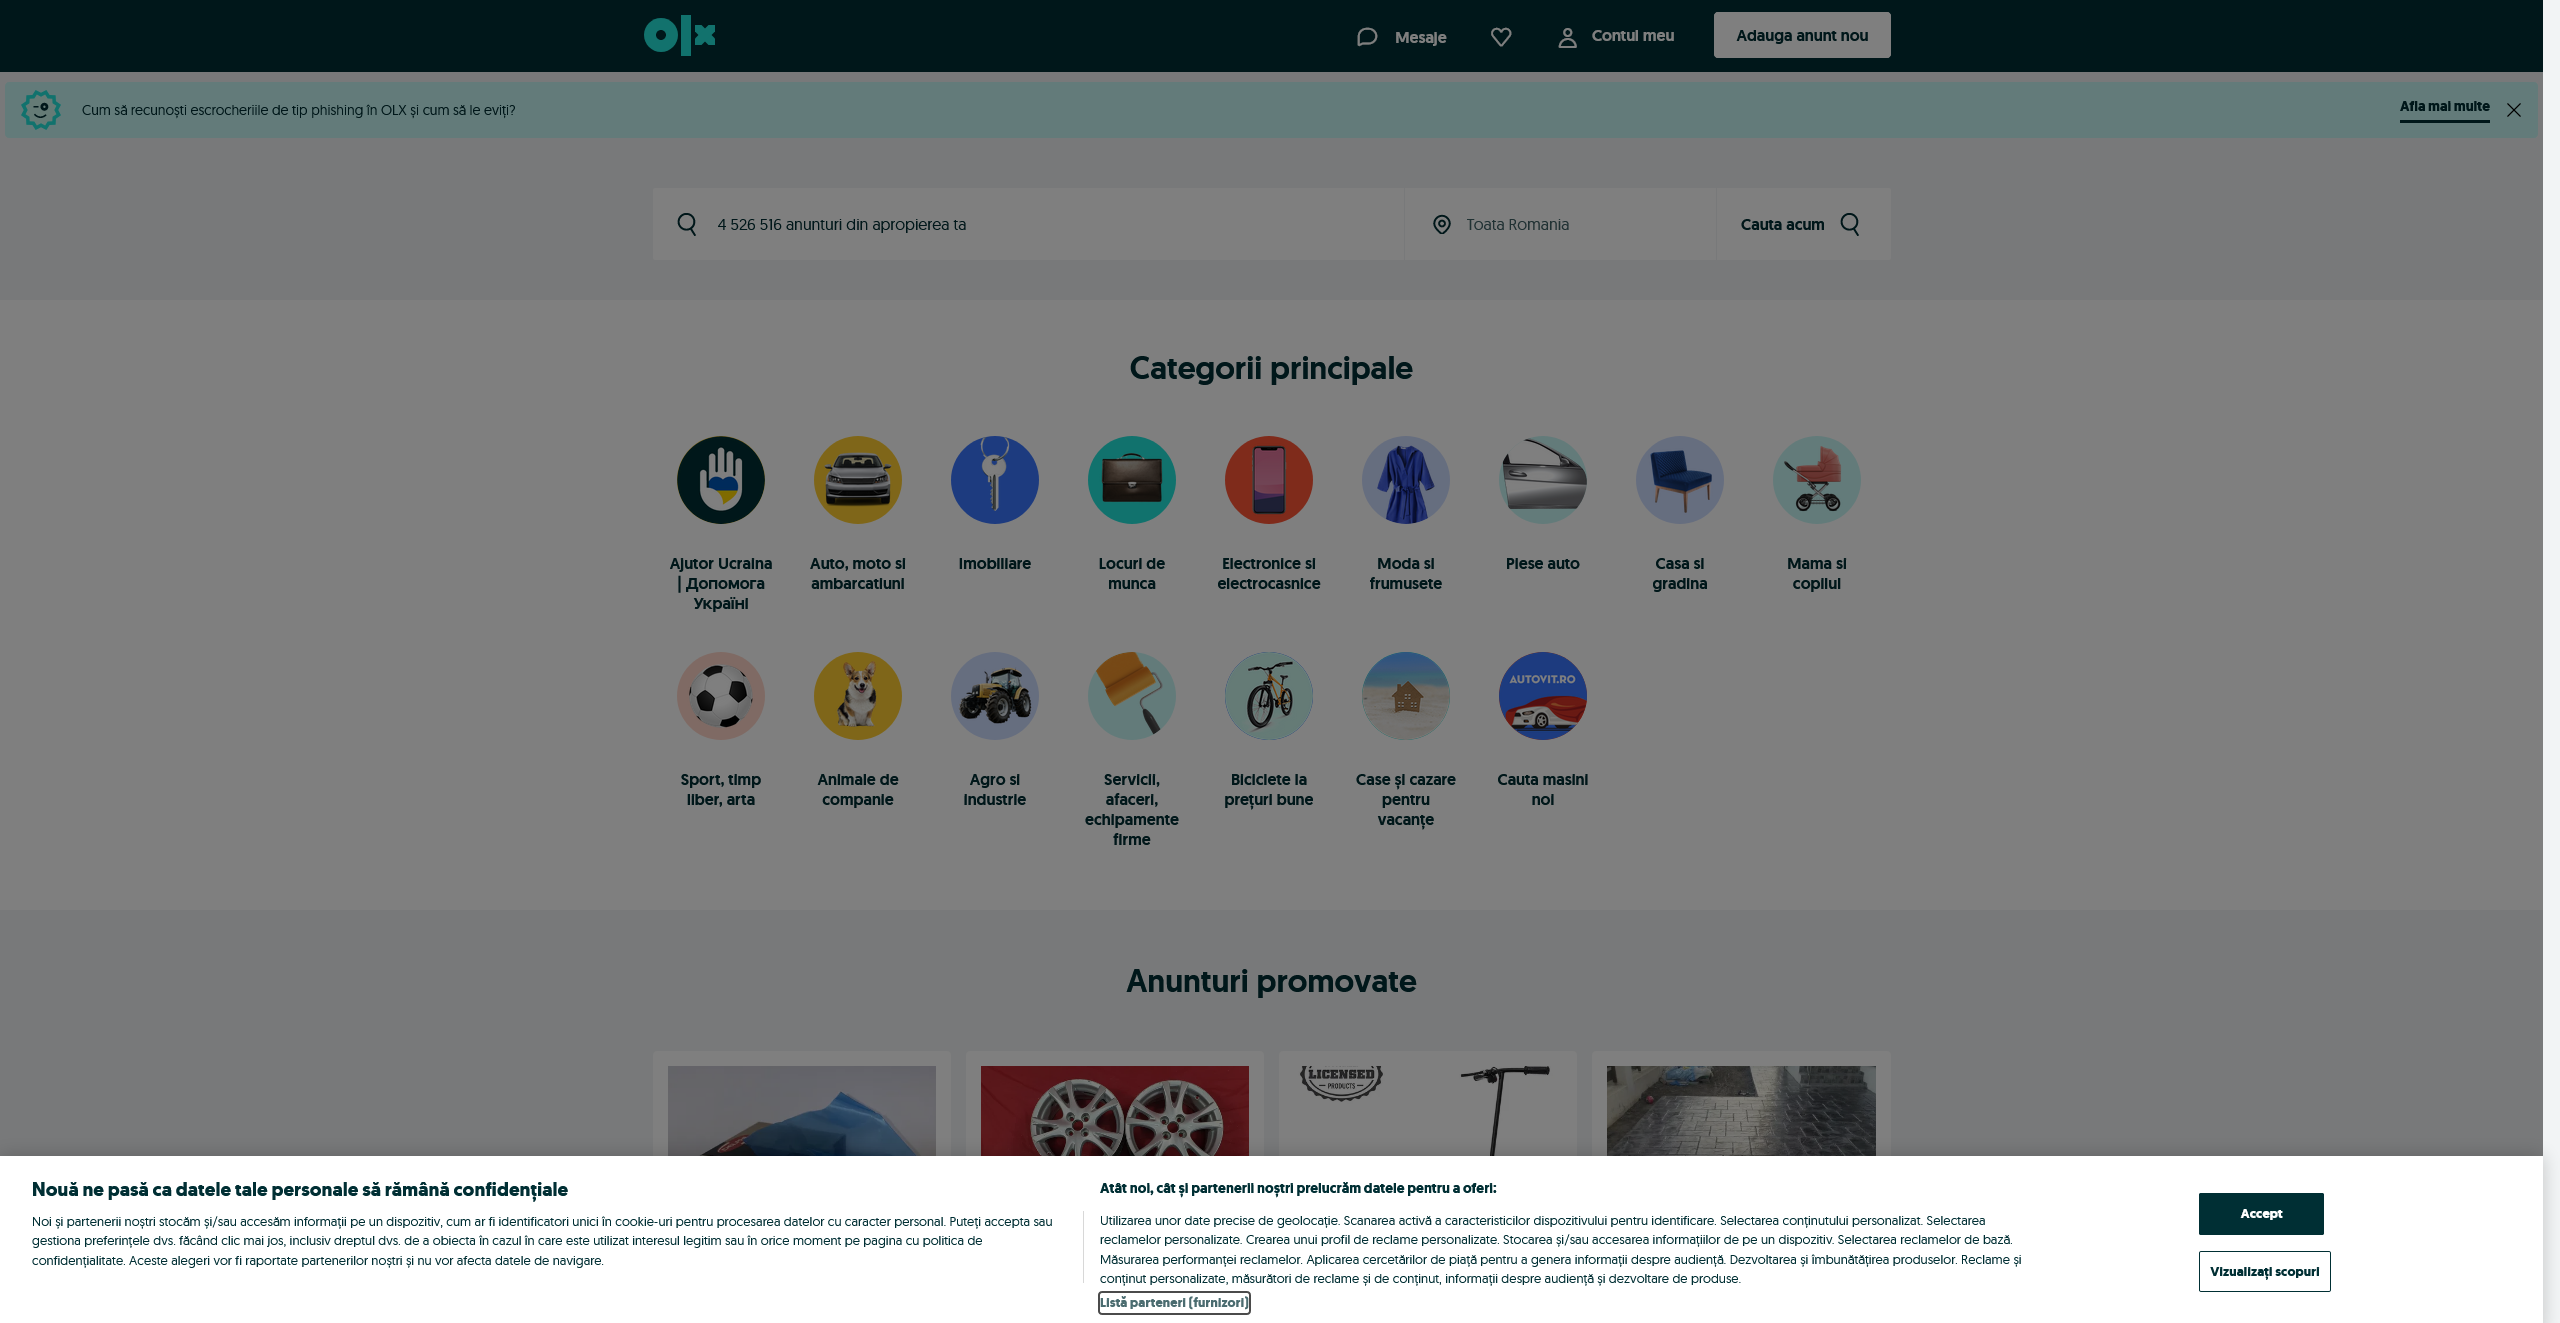 olx
Mesaje
Contul meu
Adauga anunt nou
Cum să recunoști escrocheriile de tip phishing în OLX și cum să le eviți?
Afla mai multe
4 526 516 anunturi din apropierea ta
Toata Romania
Cauta acum
Categorii principale
Ajutor Ucraina
| Допомога
Україні
Auto, moto si
ambarcatiuni
Imobiliare
Locuri de
munca
Electronice si
electrocasnice
Moda si
frumusete
Piese auto
Casa si
gradina
Mama si
copilul
AUTOVIT.RO
Sport, timp
liber, arta
Animale de
companie
Agro si
industrie
Servicii,
afaceri,
echipamente
firme
Biciclete la
prețuri bune
Case și cazare
pentru
vacanțe
Cauta masini
noi
Anunturi promovate
LICENSED
PRODUCTS
Nouă ne pasă ca datele tale personale să rămână confidențiale
Noi și partenerii noștri stocăm și/sau accesăm informații pe un dispozitiv, cum ar fi identificatori unici în cookie-uri pentru procesarea datelor cu caracter personal. Puteți accepta sau
gestiona preferințele dvs. făcând clic mai jos, inclusiv dreptul dvs. de a obiecta în cazul în care este utilizat interesul legitim sau în orice moment pe pagina cu politica de
confidențialitate. Aceste alegeri vor fi raportate partenerilor noștri și nu vor afecta datele de navigare.
Atât noi, cât și partenerii noștri prelucrăm datele pentru a oferi:
Utilizarea unor date precise de geolocație. Scanarea activă a caracteristicilor dispozitivului pentru identificare. Selectarea conținutului personalizat. Selectarea
reclamelor personalizate. Crearea unui profil de reclame personalizate. Stocarea și/sau accesarea informațiilor de pe un dispozitiv. Selectarea reclamelor de bază.
Măsurarea performanței reclamelor. Aplicarea cercetărilor de piață pentru a genera informații despre audiență. Dezvoltarea și îmbunătățirea produselor. Reclame și
conținut personalizate, măsurători de reclame și de conținut, informații despre audiență și dezvoltare de produse.
Listă parteneri (furnizori)
Accept
Vizualizați scopuri